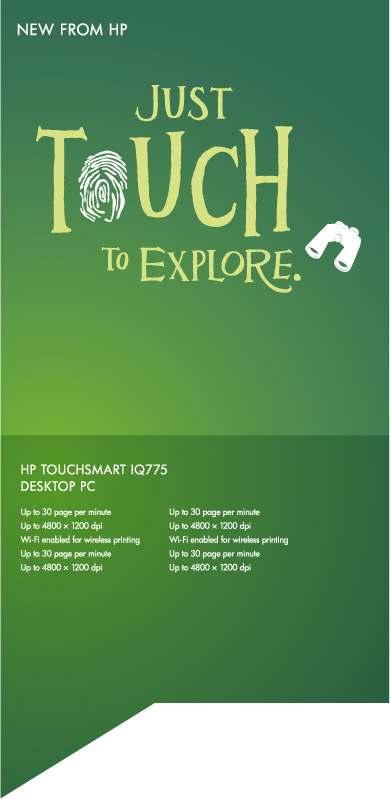 NEW FROM HP
JUST
TOUCH
TO EXPLORE.
HP TOUCHSMART IQ775
DESKTOP PC
Up to 30 page per minute
Up to 4800 × 1200 dpi
Wi-Fi enabled for wireless printing
Up to 30 page per minute
Up to 4800 × 1200 dpi
Up to 30 page per minute
Up to 4800 × 1200 dpi
Wi-Fi enabled for wireless printing
Up to 30 page per minute
Up to 4800 × 1200 dpi